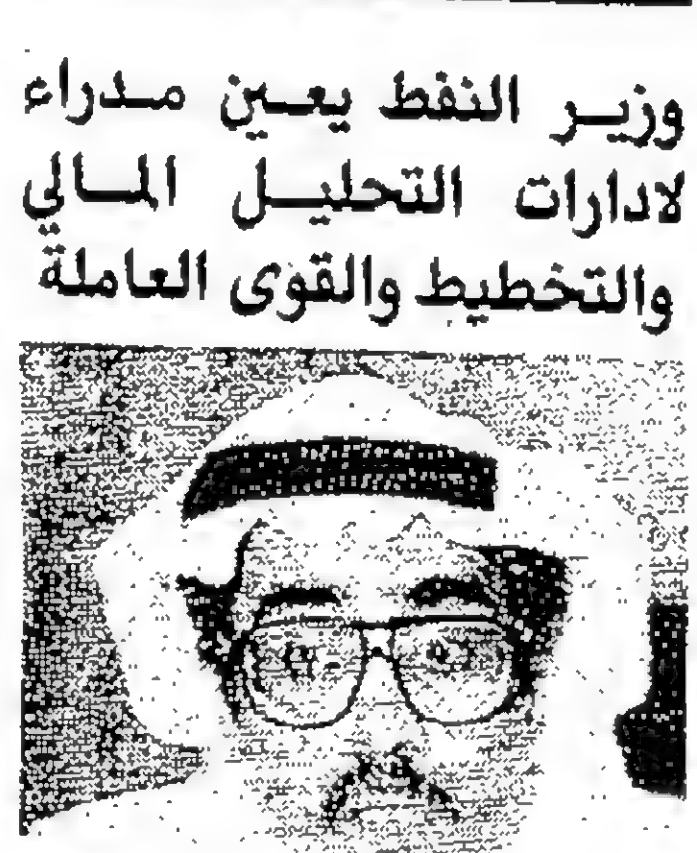 وزير النفط يعين مدراء
لادارات التحليل المالي
والتخطيط والقوى العاملة